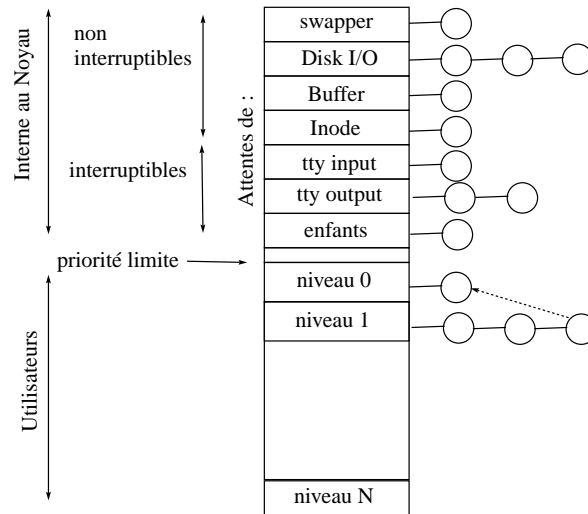 Interne au Noyau
non
interruptibles
interruptibles
Attentes de :
swapper
Disk I/O
Buffer
Inode
tty input
tty output
enfants
priorité limite
Utilisateurs
niveau 0
niveau 1
niveau N